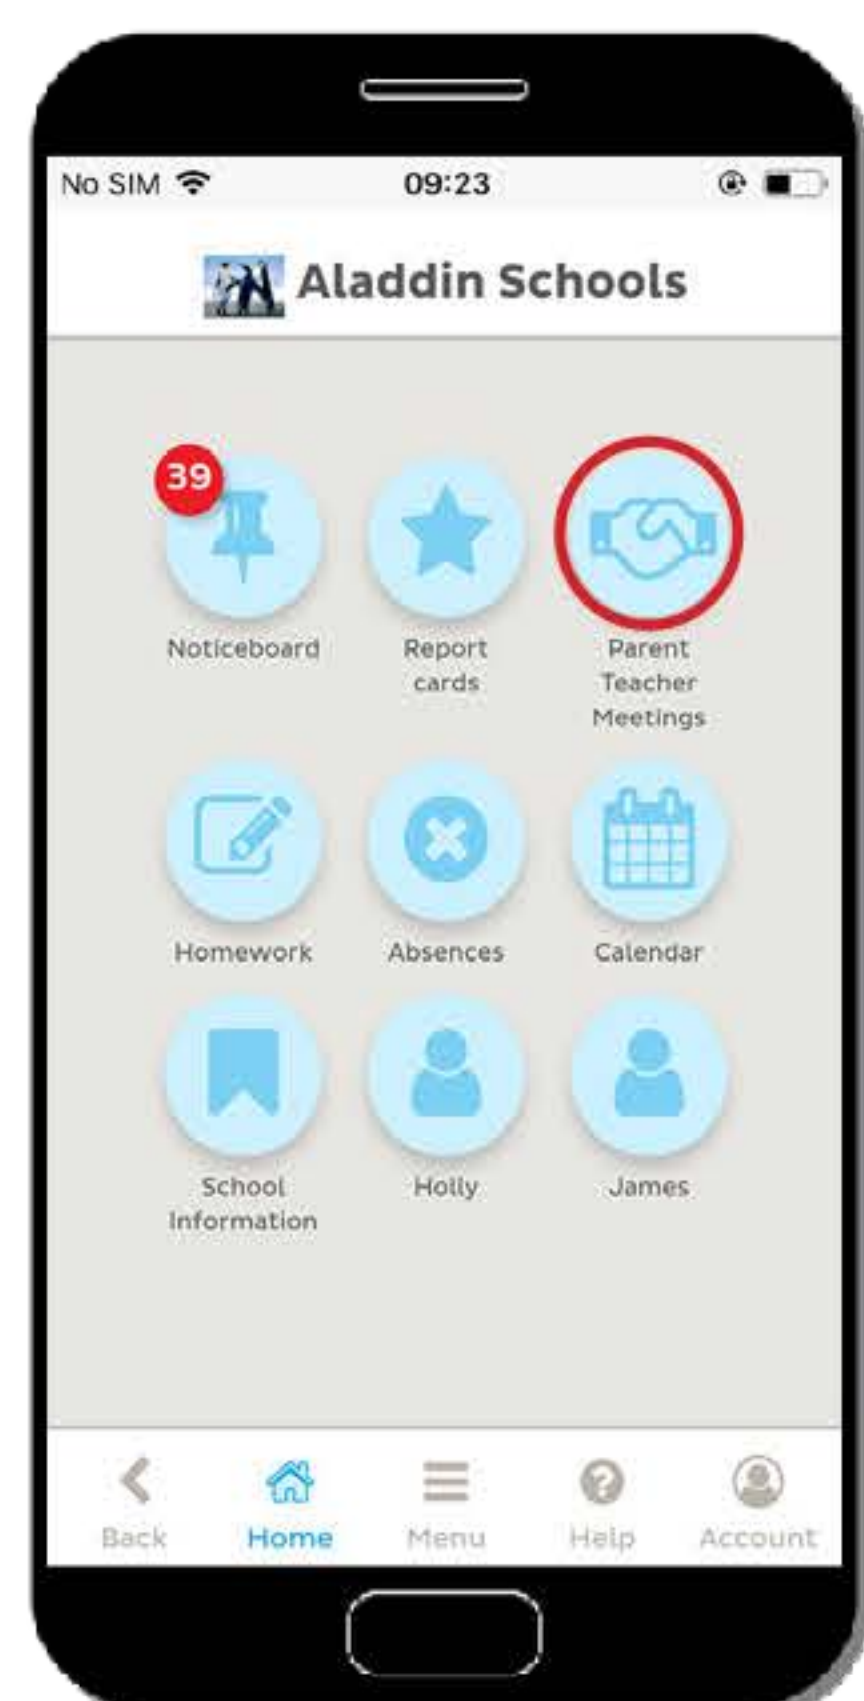 No SIM 09:23
Aladdin Schools
39
Noticeboard Report cards Parent Teacher Meetings
Homework Absences Calendar
School Information Holly James
Back Home Menu Help Account